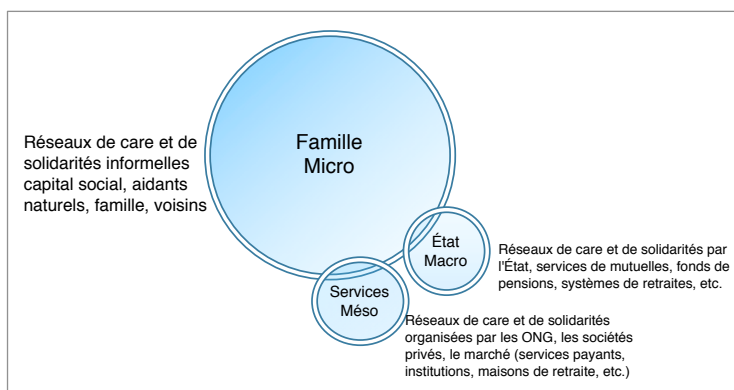 Famille
Micro
Réseaux de care et de
solidarités informelles
capital social, aidants
naturels, famille, voisins
État
Macro
Réseaux de care et de solidarités par
l'État, services de mutuelles, fonds de
pensions, systèmes de retraites, etc.
Services
Méso
Réseaux de care et de solidarités
organisées par les ONG, les sociétés
privés, le marché (services payants,
institutions, maisons de retraite, etc.)